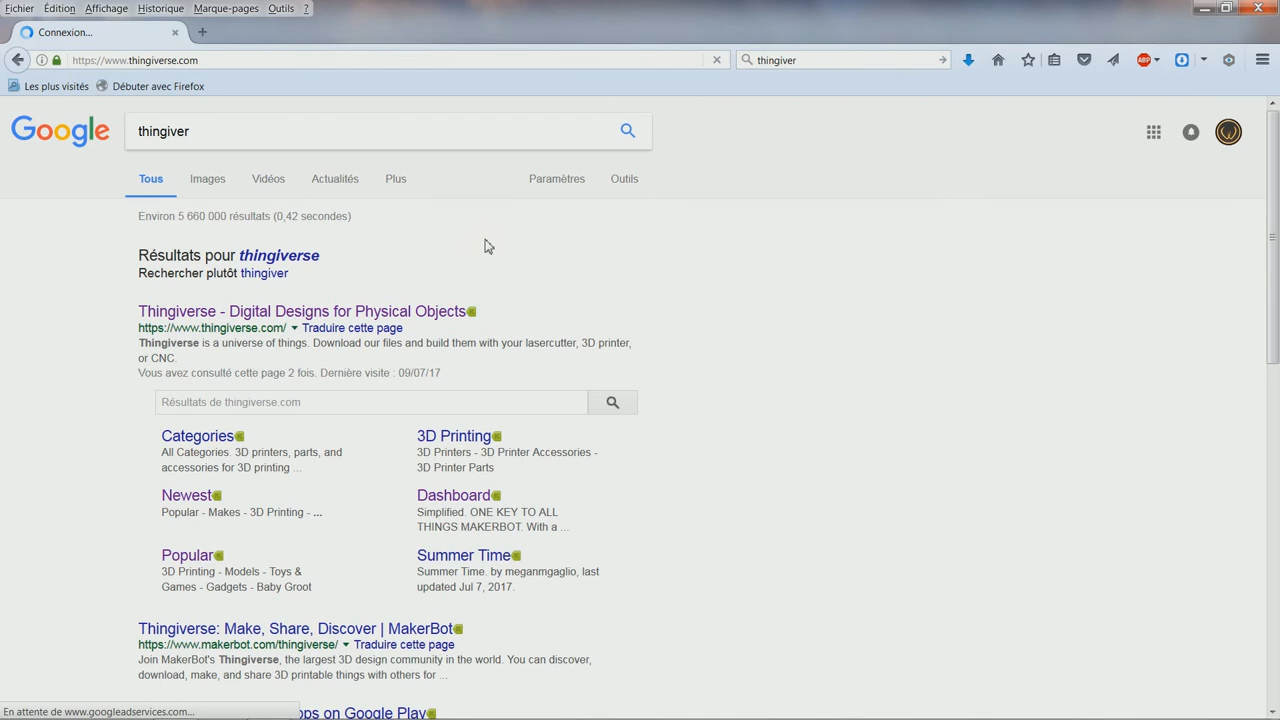 Fichier Édition Affichage Historique Marque-pages Outils ?
Connexion...
https://www.thingiverse.com
thingiver
ABP
Les plus visités Débuter avec Firefox
Google
thingiver
Tous Images Vidéos Actualités Plus Paramètres Outils
Environ 5 660 000 résultats (0,42 secondes)
Résultats pour thingiverse
Rechercher plutôt thingiver
Thingiverse - Digital Designs for Physical Objects
https://www.thingiverse.com/ Traduire cette page
Thingiverse is a universe of things. Download our files and build them with your lasercutter, 3D printer,
or CNC.
Vous avez consulté cette page 2 fois. Dernière visite : 09/07/17
Résultats de thingiverse.com
Categories
All Categories. 3D printers, parts, and
accessories for 3D printing ...
3D Printing
3D Printers - 3D Printer Accessories -
3D Printer Parts
Newest
Popular - Makes - 3D Printing - ...
Dashboard
Simplified. ONE KEY TO ALL
THINGS MAKERBOT. With a ...
Popular
3D Printing - Models - Toys &
Games - Gadgets - Baby Groot
Summer Time
Summer Time. by meganmgaglio, last
updated Jul 7, 2017.
Thingiverse: Make, Share, Discover | MakerBot
https://www.makerbot.com/thingiverse/ Traduire cette page
Join MakerBot's Thingiverse, the largest 3D design community in the world. You can discover,
download, make, and share 3D printable things with others for ...
on Google Play
En attente de www.googleadservices.com...